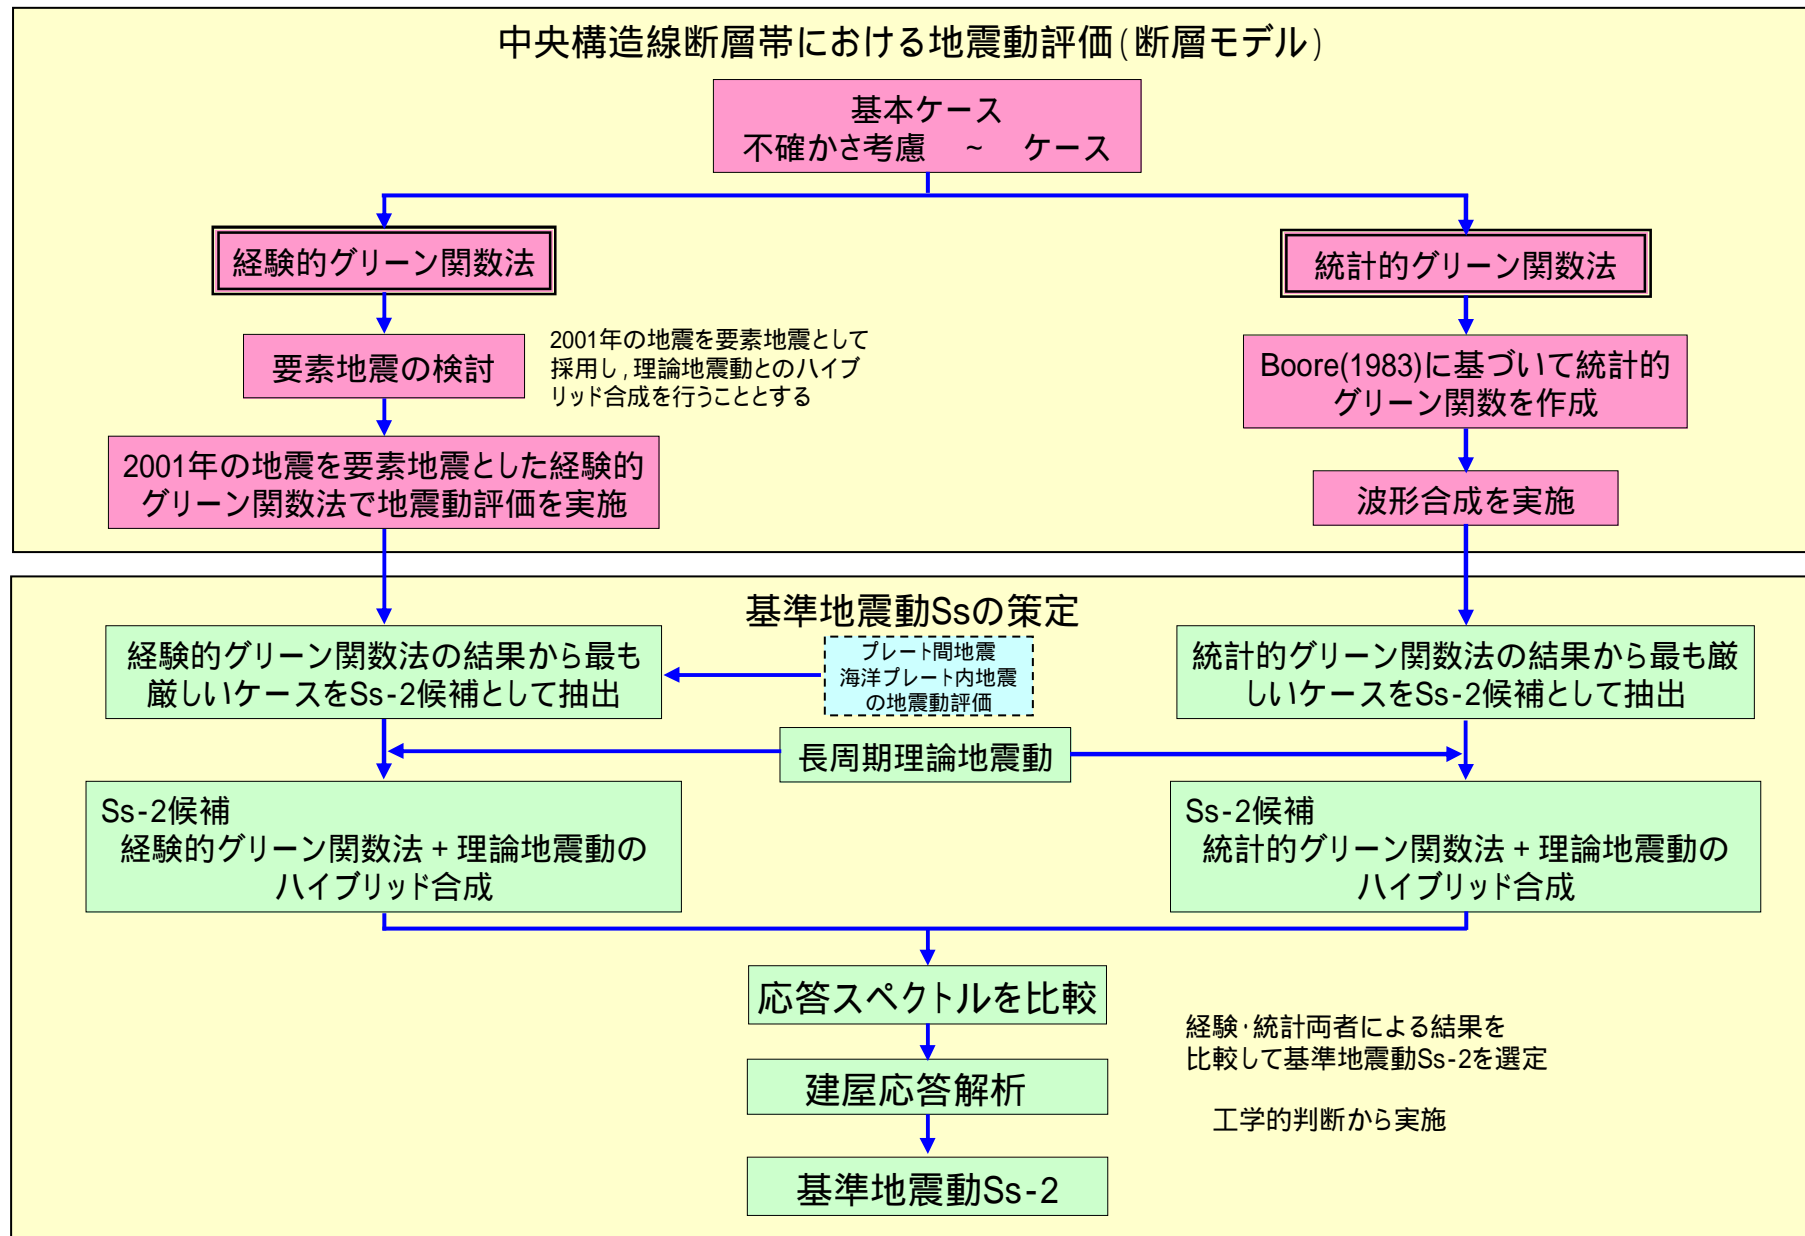 中央構造線断層帯における地震動評価(断層モデル)
基本ケース
不確かさ考慮　~　ケース
経験的グリーン関数法
統計的グリーン関数法
要素地震の検討
2001年の地震を要素地震として
採用し,理論地震動とのハイブ
リッド合成を行うこととする
Boore(1983)に基づいて統計的
グリーン関数を作成
2001年の地震を要素地震とした経験的
グリーン関数法で地震動評価を実施
波形合成を実施
基準地震動Ssの策定
経験的グリーン関数法の結果から最も
厳しいケースをSs-2候補として抽出
プレート間地震
海洋プレート内地震
の地震動評価
統計的グリーン関数法の結果から最も厳
しいケースをSs-2候補として抽出
長周期理論地震動
Ss-2候補
経験的グリーン関数法+理論地震動の
ハイブリッド合成
Ss-2候補
統計的グリーン関数法+理論地震動の
ハイブリッド合成
応答スペクトルを比較
経験・統計両者による結果を
比較して基準地震動Ss-2を選定
建屋応答解析
工学的判断から実施
基準地震動Ss-2